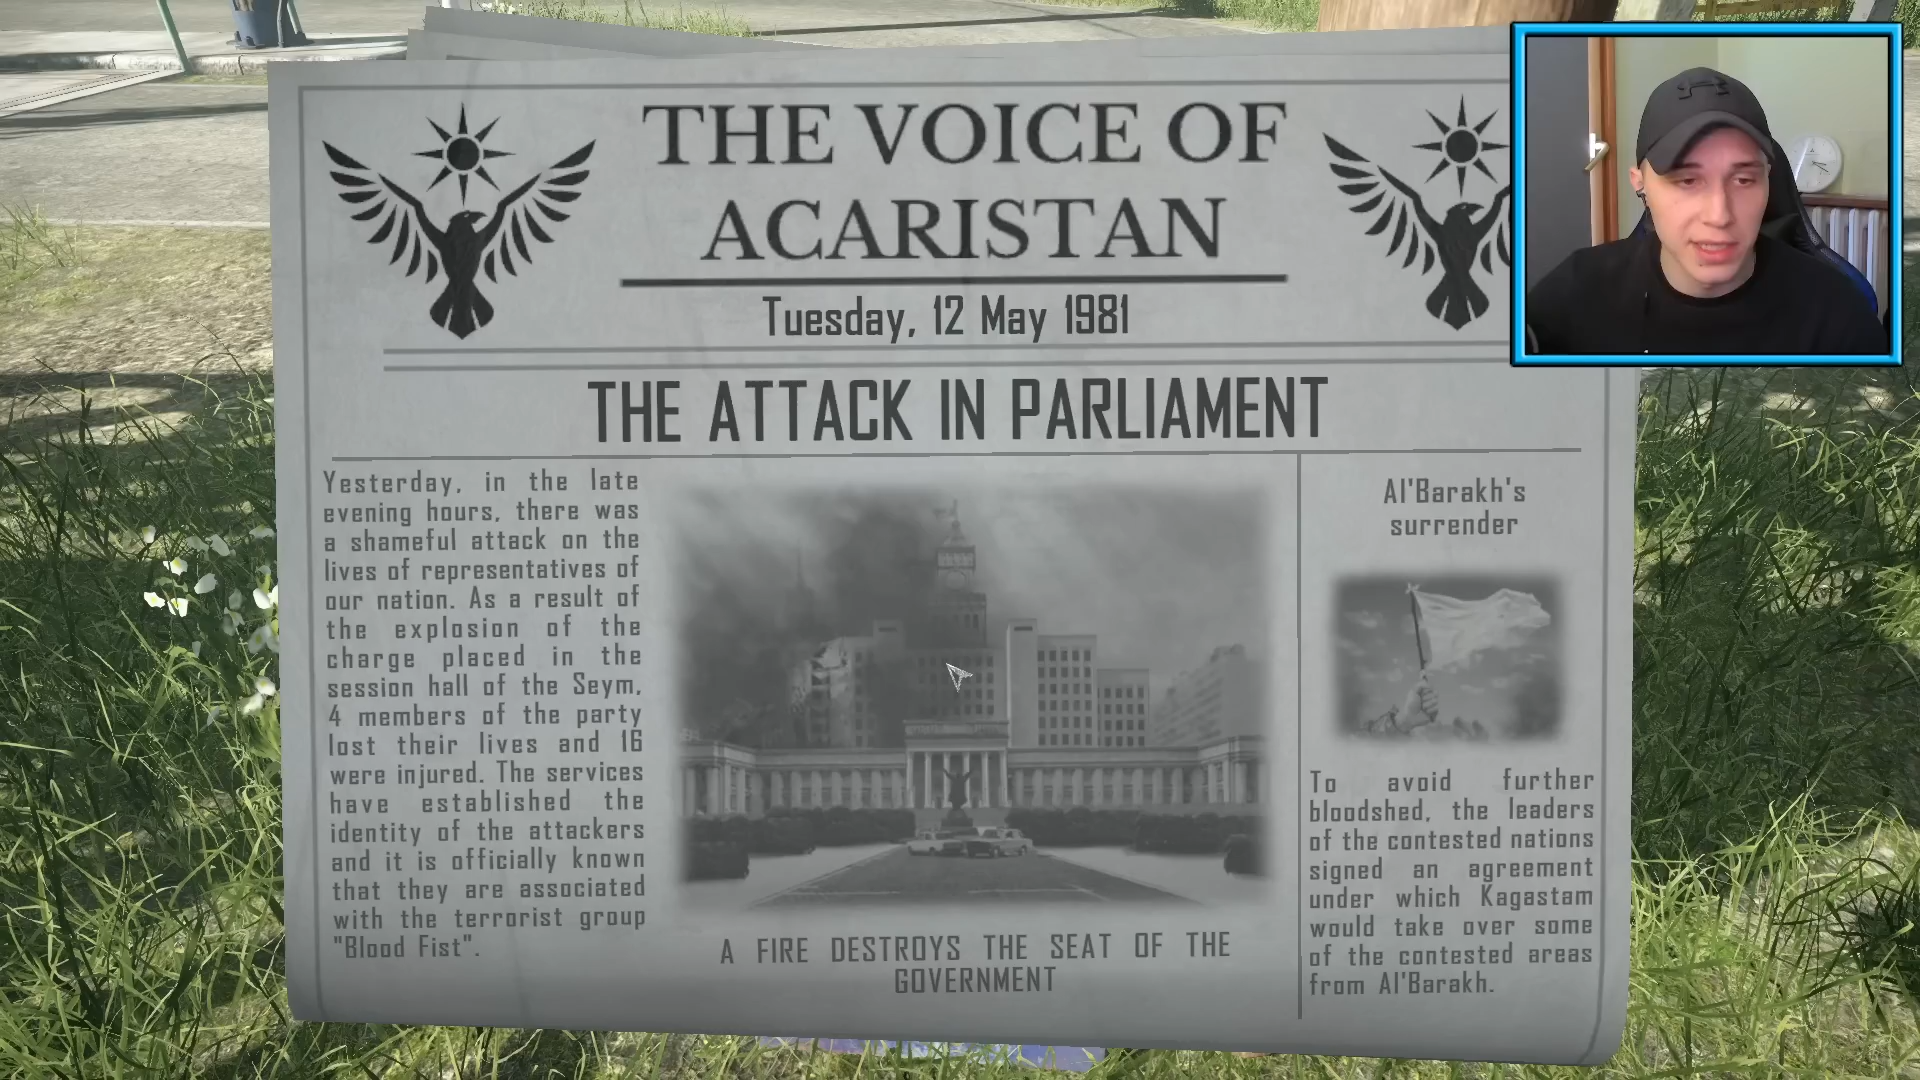 THE VOICE OF
ACARISTAN
Tuesday, 12 May 1981
THE ATTACK IN PARLIAMENT
Yesterday, in the late
evening hours, there was
a shameful attack on the
lives of representatives of
our nation. As a result of
the explosion of the
charge placed in the
session hall of the Seym,
4 members of the party
lost their lives and 16
were injured. The services
have established the
identity of the attackers
and it is officially known
that they are associated
with the terrorist group
"Blood Fist".
A FIRE DESTROYS THE SEAT OF THE
GOVERNMENT
Al'Barakh's
surrender
To avoid further
bloodshed, the leaders
of the contested nations
signed an agreement
under which Kagastam
would take over some
of the contested areas
from Al'Barakh.